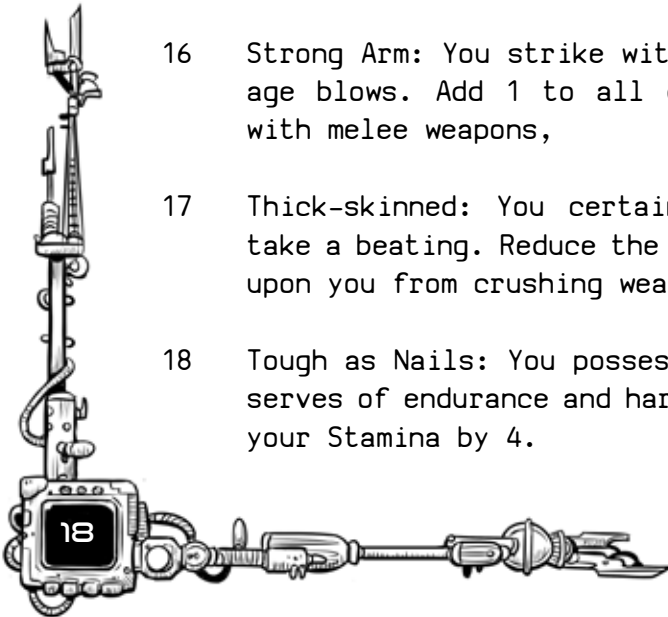 16 Strong Arm: You strike wit
age blows. Add 1 to all
with melee weapons,
17 Thick-skinned: You certai
take a beating. Reduce the
upon you from crushing wea
18 Tough as Nails: You posses
serves of endurance and har
your Stamina by 4.
18